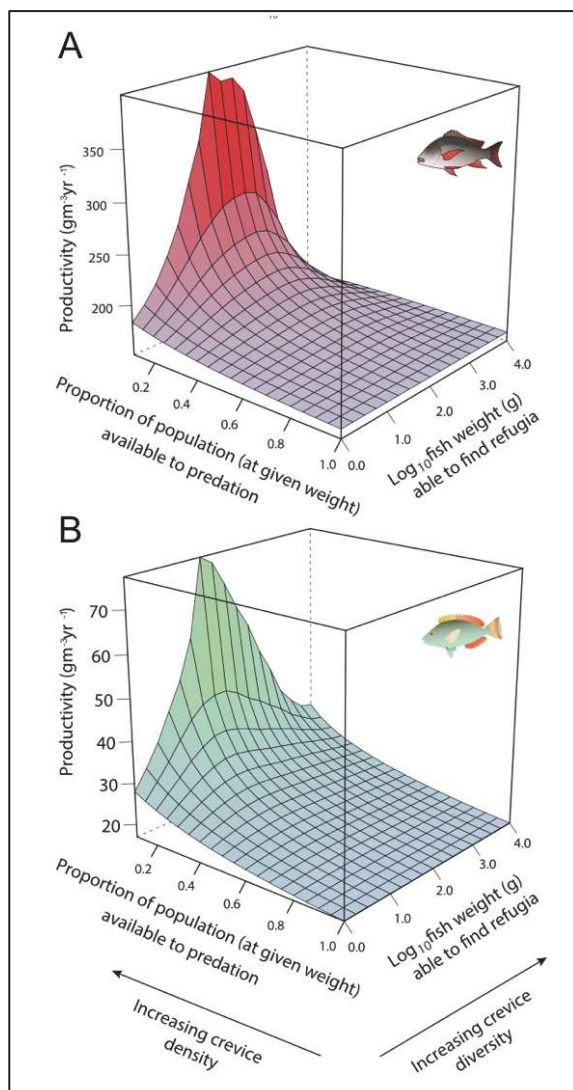 A
350
300
250
200
Productivity (gm⁻³yr ⁻¹)
0.2
0.4
0.6
0.8
1.0
Proportion of population (at given weight)
available to predation
0.0
1.0
2.0
3.0
4.0
Log₁₀fish weight (g)
able to find refugia
B
70
60
50
40
30
20
Productivity (gm⁻³yr ⁻¹)
0.2
0.4
0.6
0.8
1.0
Proportion of population (at given weight)
available to predation
0.0
1.0
2.0
3.0
4.0
Log₁₀fish weight (g)
able to find refugia
Increasing crevice
density
Increasing crevice
diversity